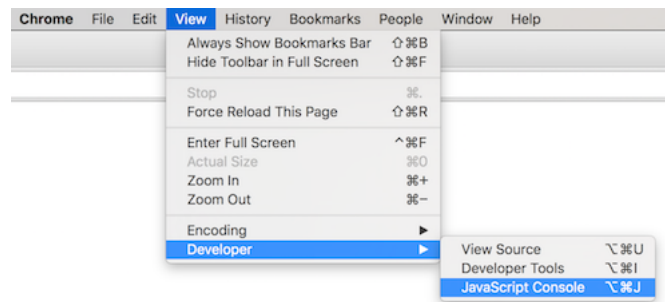 Chrome File Edit View History Bookmarks People Window Help
Always Show Bookmarks Bar ⇧⌘B
Hide Toolbar in Full Screen ⇧⌘F
Stop ⌘.
Force Reload This Page ⇧⌘R
Enter Full Screen ^⌘F
Actual Size ⌘0
Zoom In ⌘+
Zoom Out ⌘−
Encoding ▶
Developer ▶
View Source ⌥⌘U
Developer Tools ⌥⌘I
JavaScript Console ⌥⌘J